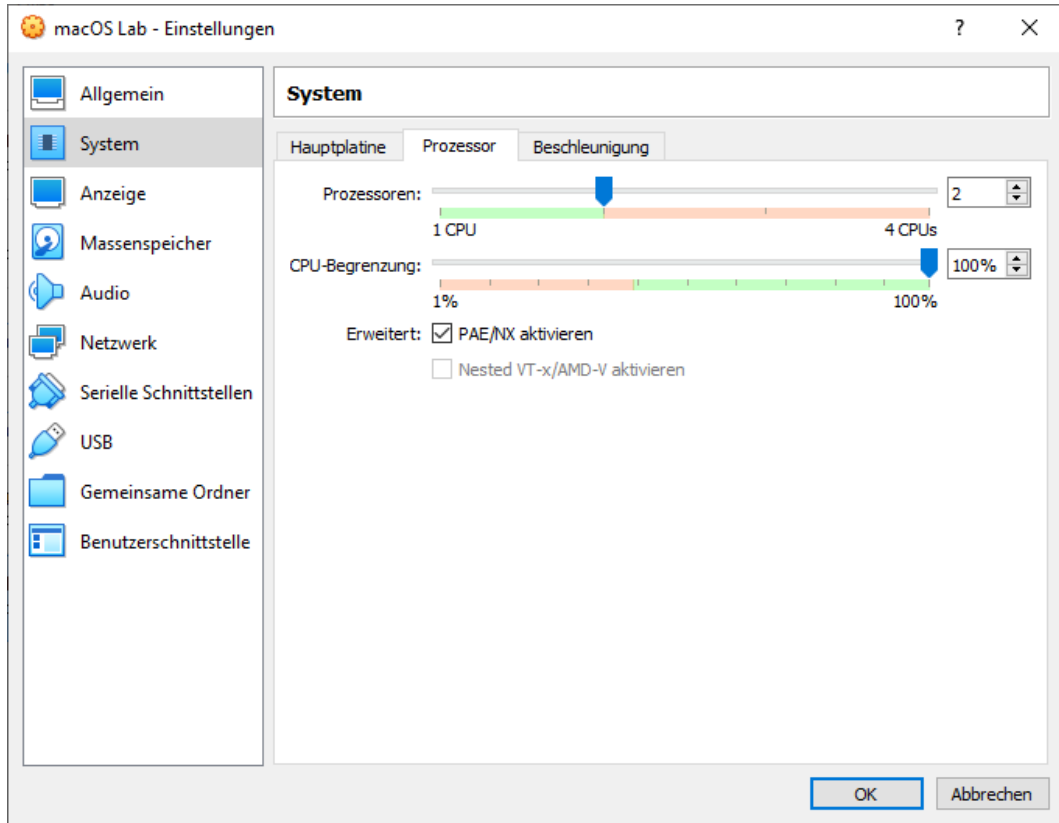 macOS Lab - Einstellungen
?
Allgemein
System
Anzeige
Massenspeicher
Audio
Netzwerk
Serielle Schnittstellen
USB
Gemeinsame Ordner
Benutzerschnittstelle
System
Hauptplatine Prozessor Beschleunigung
Prozessoren: 2
1 CPU 4 CPUs
CPU-Begrenzung: 100%
1% 100%
Erweitert: PAE/NX aktivieren
Nested VT-x/AMD-V aktivieren
OK Abbrechen